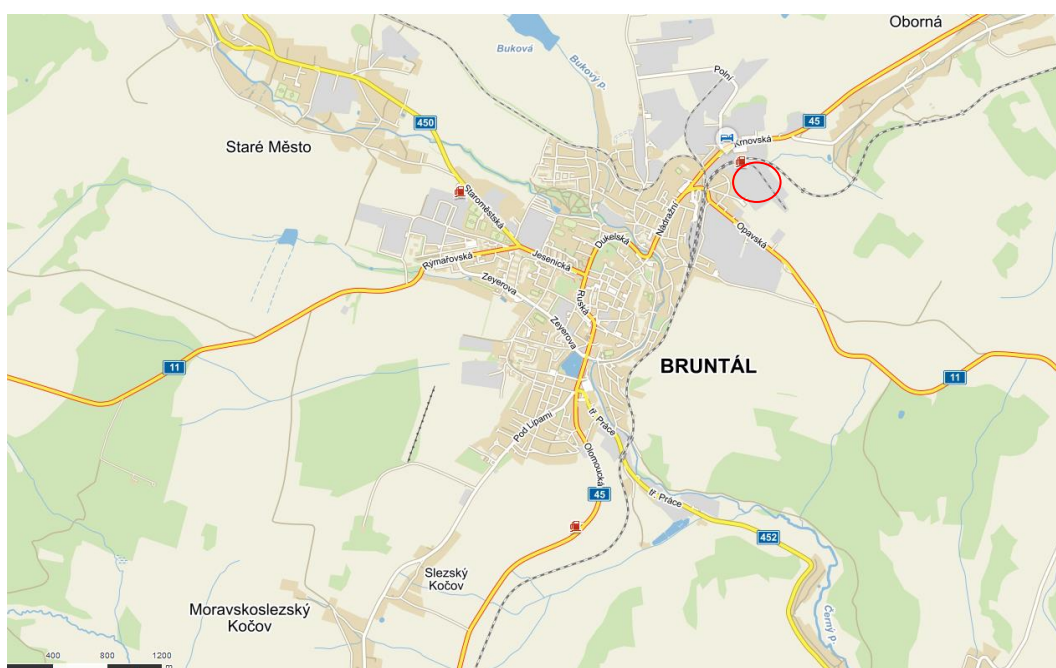 Oborná
Buková
Bukový p.
Polní
45
450
Krnovská
Staré Město
Staroměstská
Nádražní
Opavská
Dukelská
Rýmařovská
Jesenická
Zeyerova
Ruská
Zeyerova
11
BRUNTÁL
11
Pod Lipami
tř. Práce
Olomoucká
45
tř. Práce
452
Slezský
Kočov
Moravskoslezský
Kočov
Černý p.
400 800 1200
m